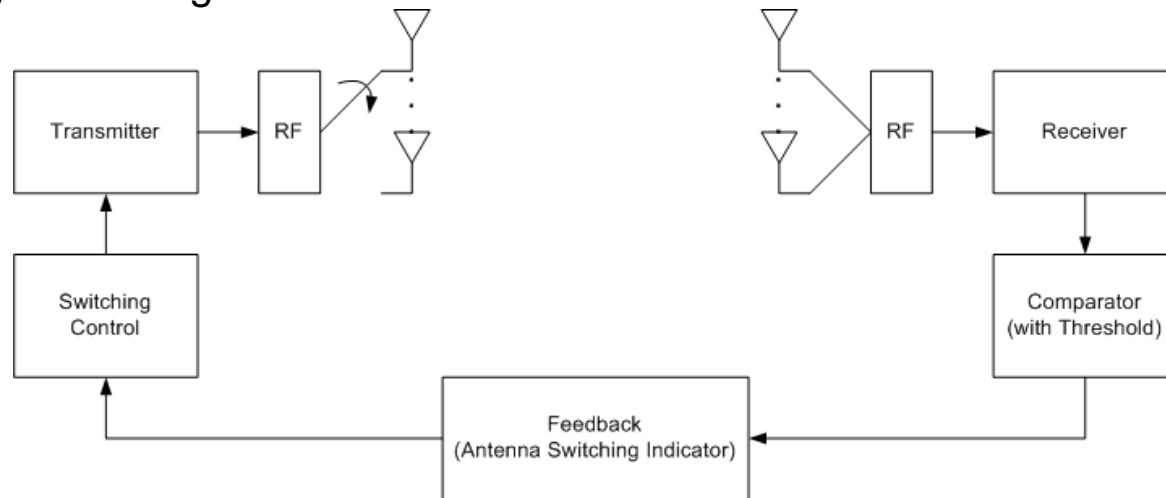 Transmitter
RF
RF
Receiver
Switching
Control
Comparator
(with Threshold)
Feedback
(Antenna Switching Indicator)